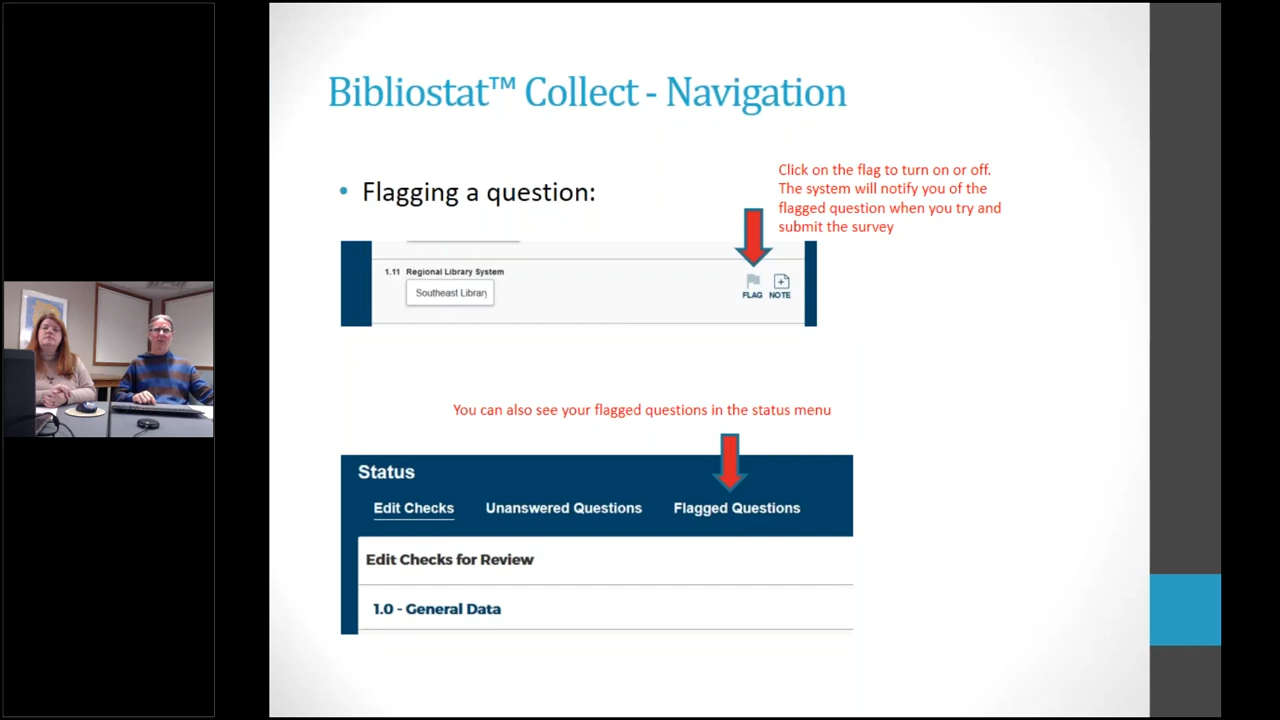 Bibliostat™ Collect - Navigation
• Flagging a question:
Click on the flag to turn on or off.
The system will notify you of the
flagged question when you try and
submit the survey
1.11 Regional Library System
Southeast Library
FLAG NOTE
You can also see your flagged questions in the status menu
Status
Edit Checks Unanswered Questions Flagged Questions
Edit Checks for Review
1.0 - General Data